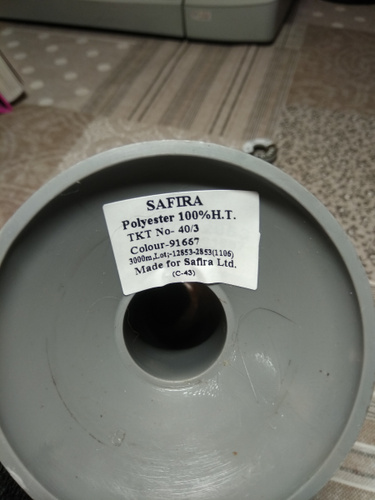 SAFIRA
Polyester 100%H.T.
TKT No- 40/3
Colour-91667
3000m,Lot;-12853-2853(1106)
Made for Safira Ltd.
(C-43)